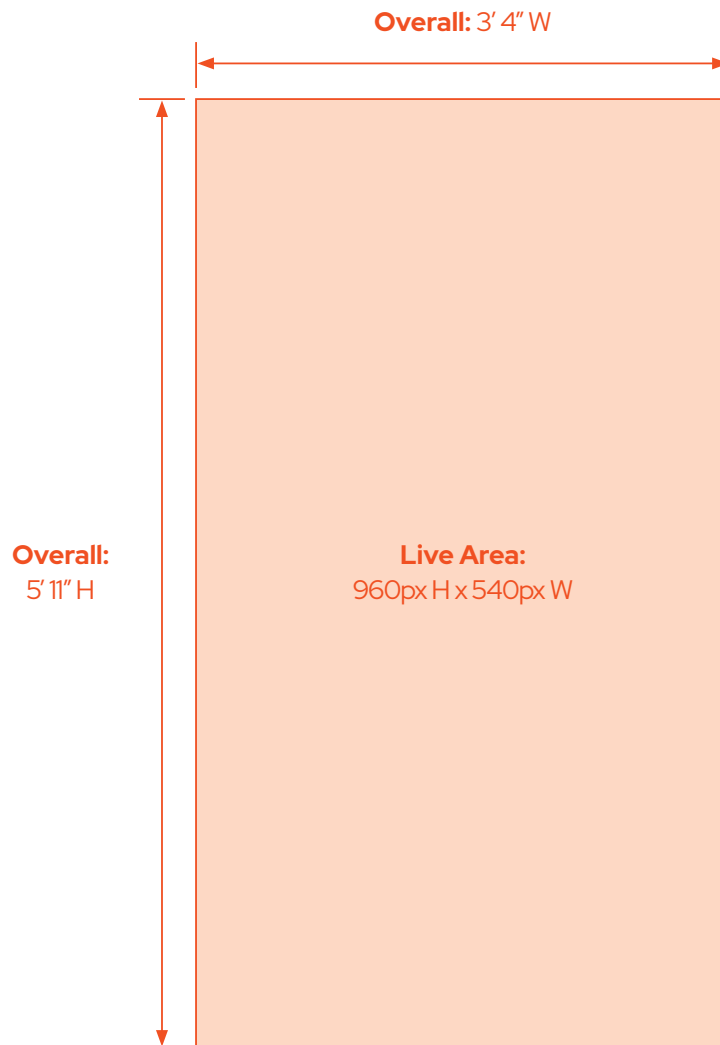 Overall: 3’ 4” W
Overall:
5’ 11” H
Live Area:
960px H x 540px W